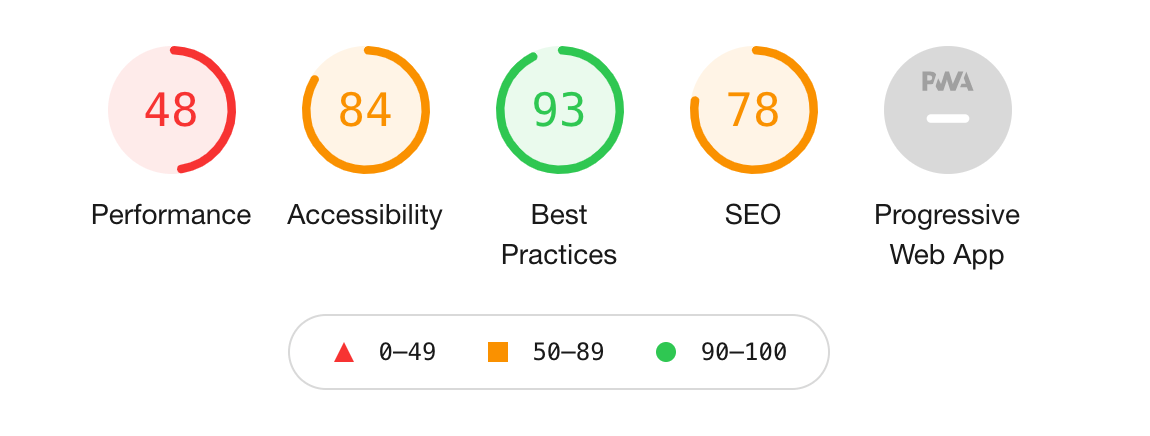 48
84
93
78
PWA
Performance
Accessibility
Best
Practices
SEO
Progressive
Web App
0–49
50–89
90–100